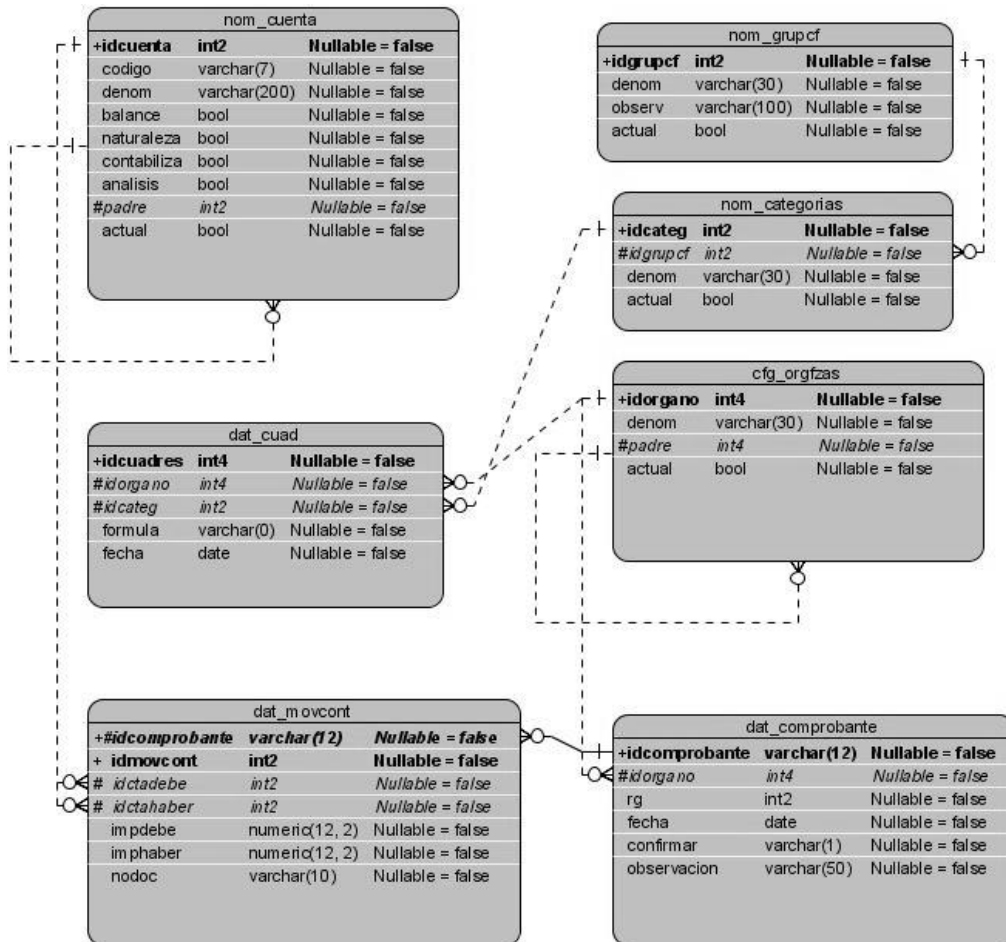 nom_cuenta
+idcuenta int2 Nullable = false
codigo varchar(7) Nullable = false
denom varchar(200) Nullable = false
balance bool Nullable = false
naturaleza bool Nullable = false
contabiliza bool Nullable = false
analisis bool Nullable = false
#padre int2 Nullable = false
actual bool Nullable = false
nom_grupcf
+idgrupcf int2 Nullable = false
denom varchar(30) Nullable = false
observ varchar(100) Nullable = false
actual bool Nullable = false
nom_categorias
+idcateg int2 Nullable = false
#idgrupcf int2 Nullable = false
denom varchar(30) Nullable = false
actual bool Nullable = false
cfg_orgfzas
+idorgano int4 Nullable = false
denom varchar(30) Nullable = false
#padre int4 Nullable = false
actual bool Nullable = false
dat_cuad
+idcuadres int4 Nullable = false
#idorgano int4 Nullable = false
#idcateg int2 Nullable = false
formula varchar(0) Nullable = false
fecha date Nullable = false
dat_movcont
+#idcomprobante varchar(12) Nullable = false
+ idmovcont int2 Nullable = false
# idctadebe int2 Nullable = false
# idctahaber int2 Nullable = false
impdebe numeric(12, 2) Nullable = false
imphaber numeric(12, 2) Nullable = false
nodoc varchar(10) Nullable = false
dat_comprobante
+idcomprobante varchar(12) Nullable = false
#idorgano int4 Nullable = false
rg int2 Nullable = false
fecha date Nullable = false
confirmar varchar(1) Nullable = false
observacion varchar(50) Nullable = false